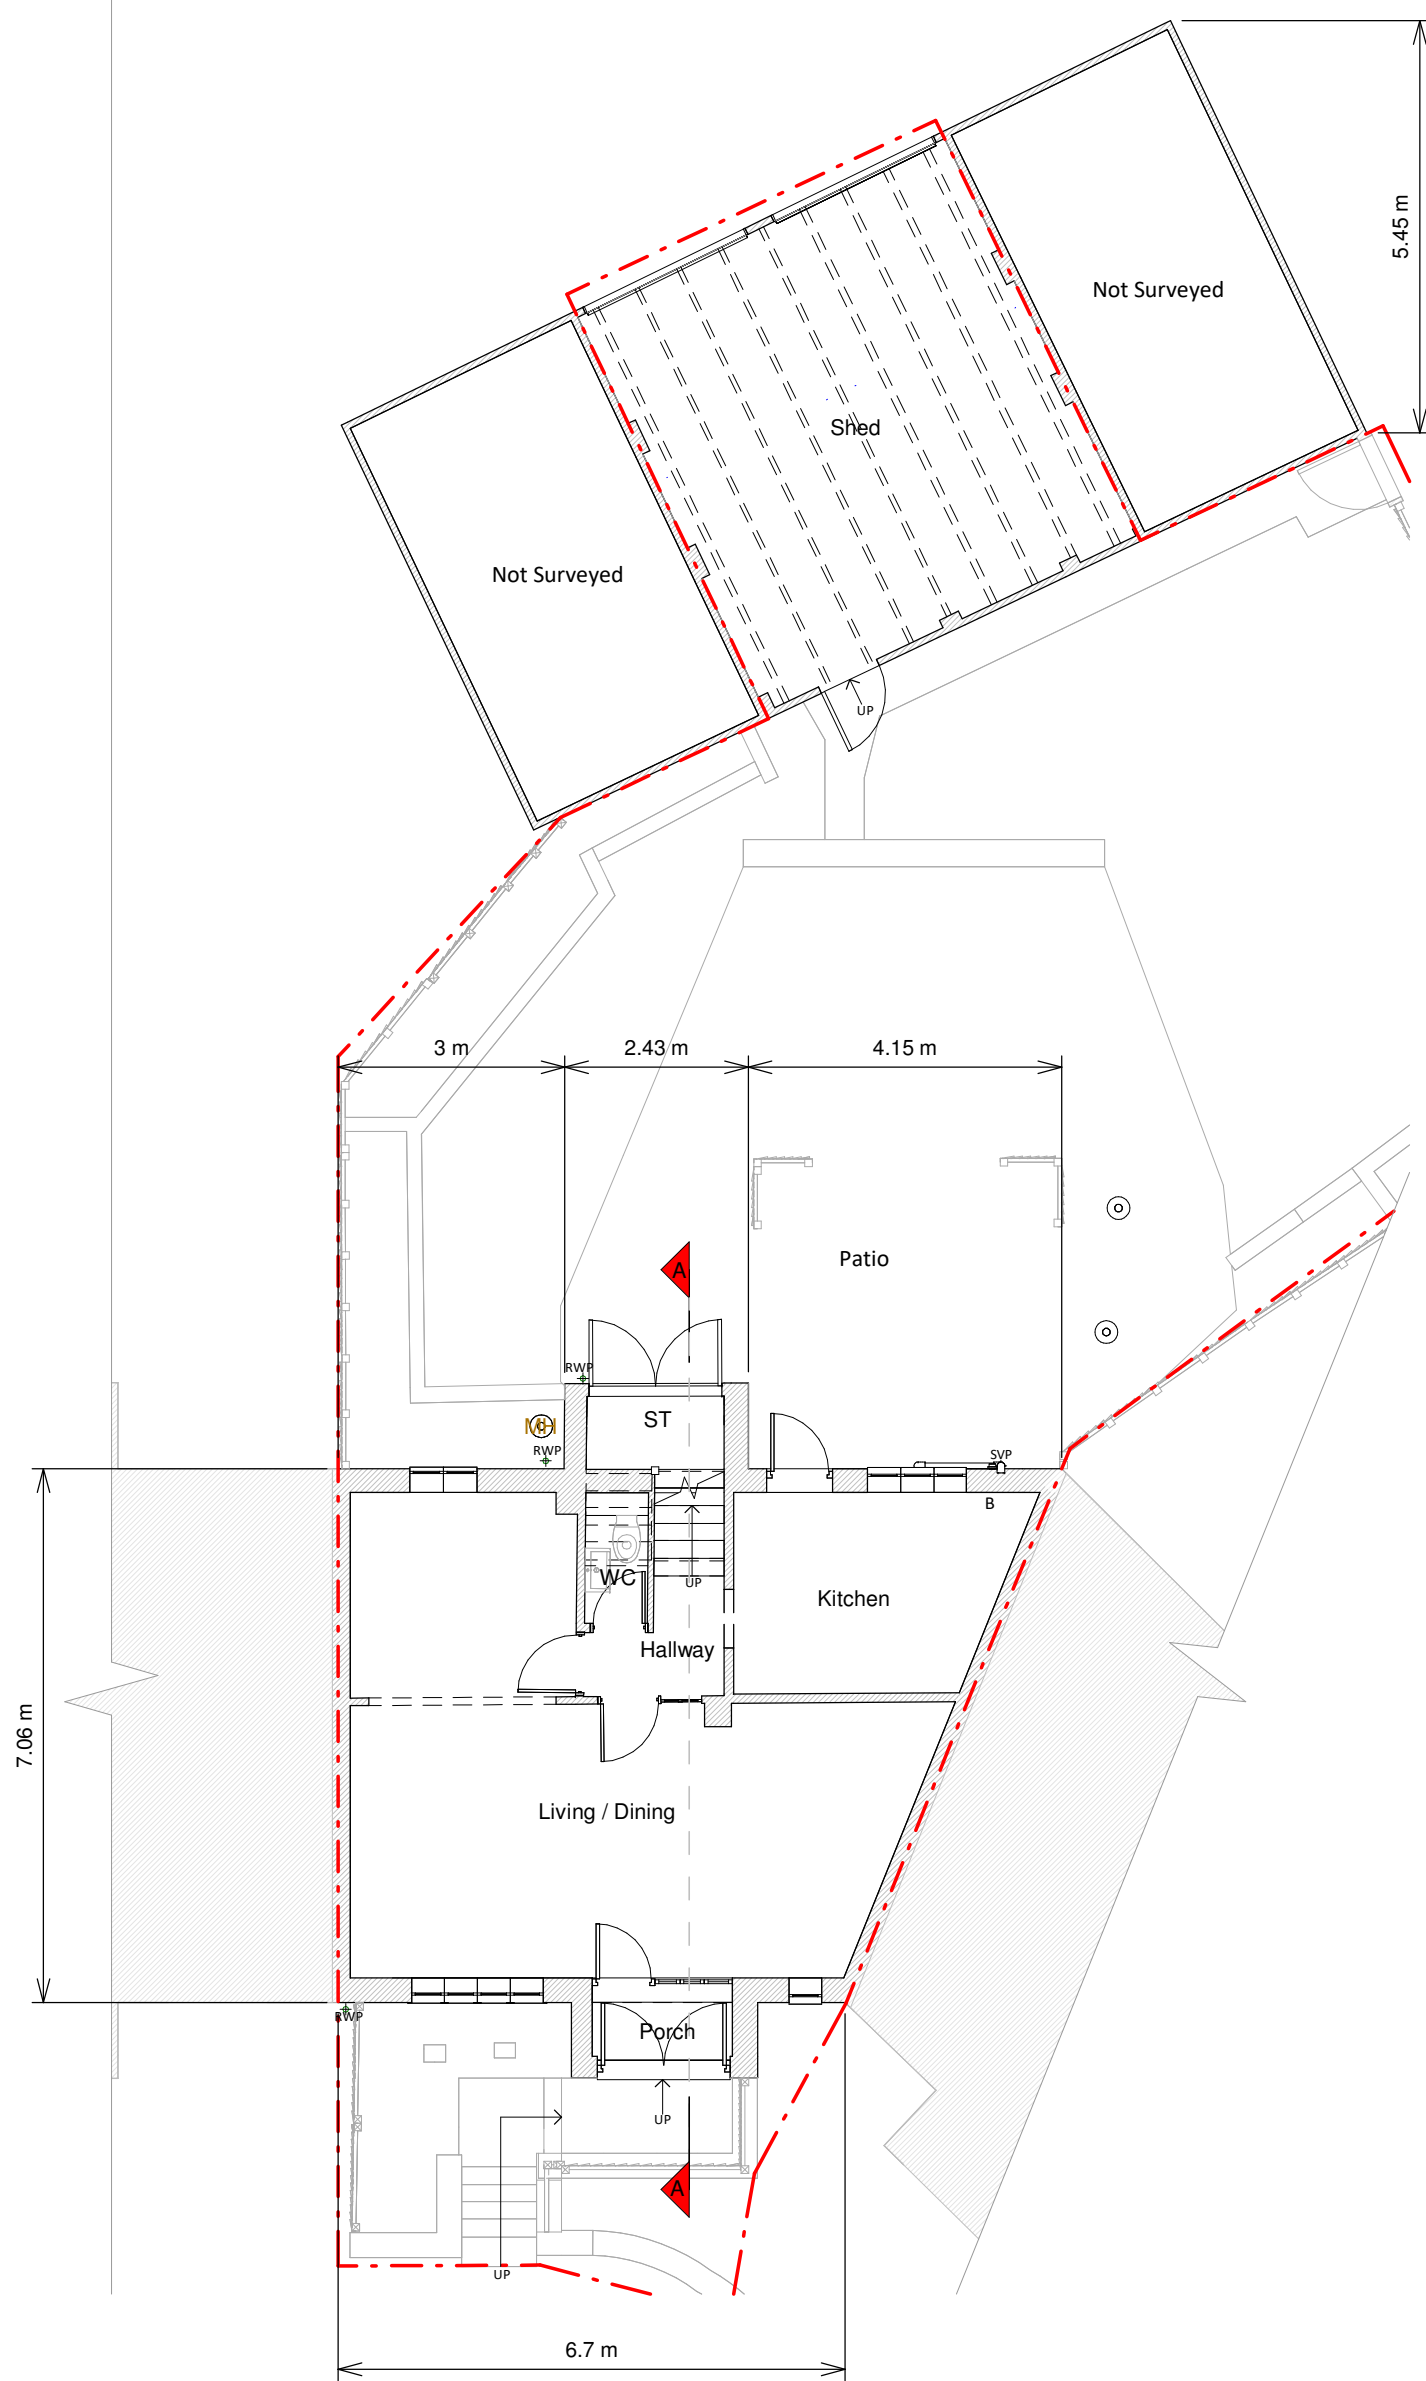 5.45 m
Not Surveyed
Shed
Not Surveyed
UP
3 m
2.43 m
4.15 m
A
Patio
RWP
ST
MH
RWP
SVP
B
WC
UP
Kitchen
Hallway
7.06 m
Living / Dining
RWP
Porch
UP
A
UP
6.7 m